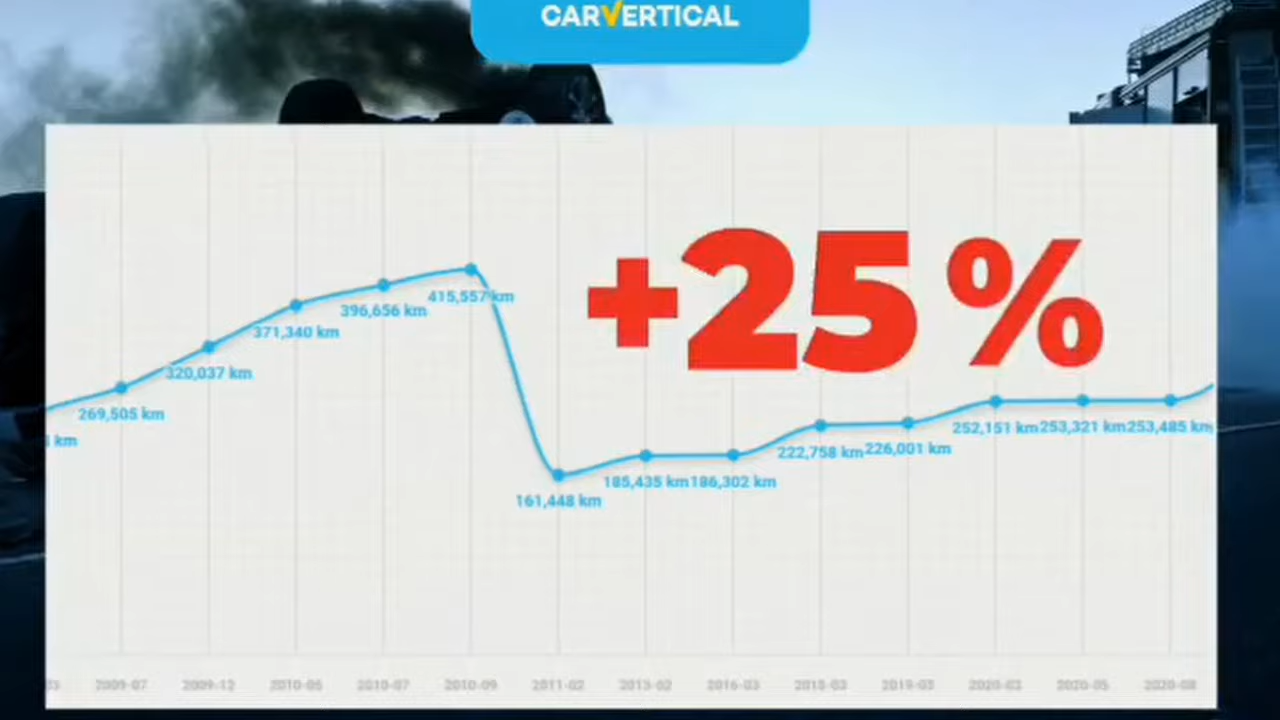 CARVERTICAL
+25%
415,557 km
396,656 km
371,340 km
320,037 km
269,505 km
km
252,151 km
253,321 km
253,485 km
222,758 km
226,001 km
185,435 km
186,302 km
161,448 km
2009-07
2009-12
2010-05
2010-07
2010-09
2011-02
2013-02
2016-03
2018-03
2019-03
2020-03
2020-05
2020-08